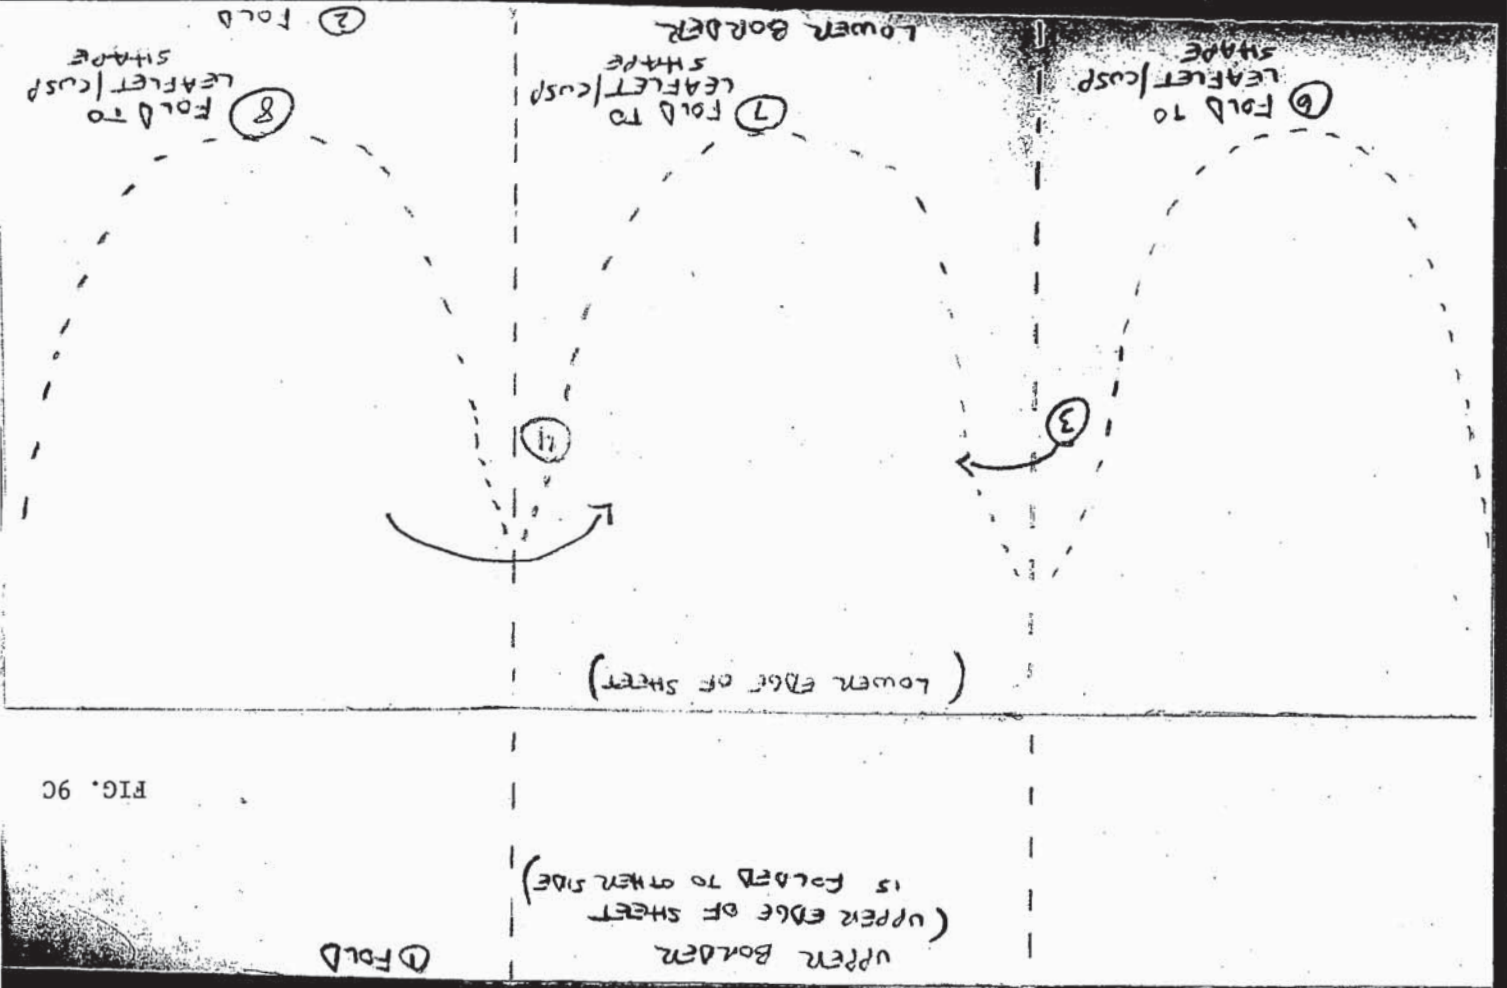 UPPER BORDER
① FOLD
(UPPER EDGE OF SHEET
IS FOLDED TO OTHER SIDE)
FIG. 9C
(LOWER EDGE OF SHEET)
③
④
⑥ FOLD TO
LEAFLET/CUSP
SHAPE
⑦ FOLD TO
LEAFLET/CUSP
SHAPE
⑧ FOLD TO
LEAFLET/CUSP
SHAPE
LOWER BORDER
② FOLD